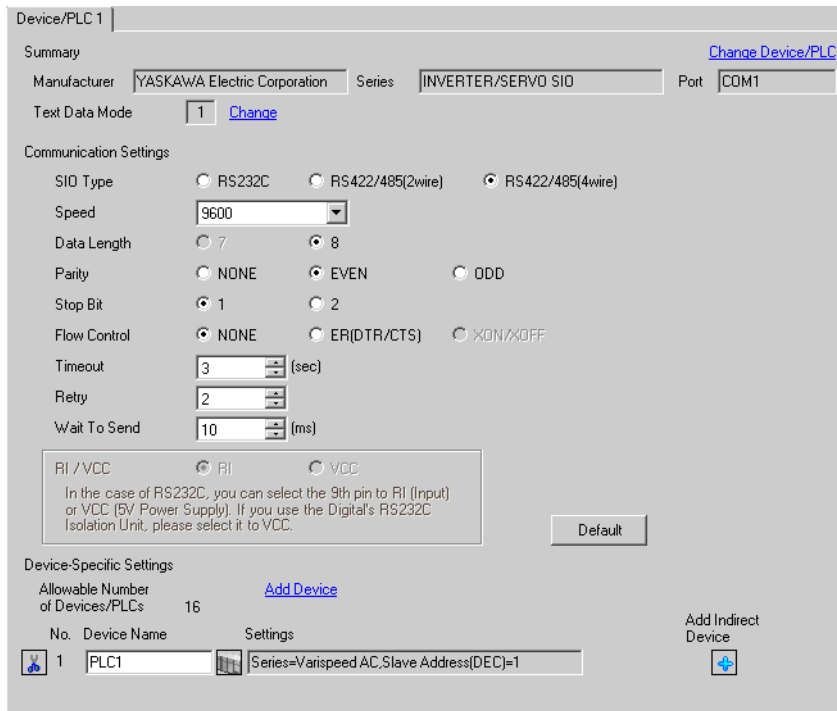 Device/PLC 1
Summary Change Device/PLC
Manufacturer YASKAWA Electric Corporation Series INVERTER/SERVO SIO Port COM1
Text Data Mode 1 Change
Communication Settings
SIO Type RS232C RS422/485(2wire) RS422/485(4wire)
Speed 9600
Data Length 7 8
Parity NONE EVEN ODD
Stop Bit 1 2
Flow Control NONE ER(DTR/CTS) XON/XOFF
Timeout 3 (sec)
Retry 2
Wait To Send 10 (ms)
RI / VCC RI VCC
In the case of RS232C, you can select the 9th pin to RI (Input)
or VCC (5V Power Supply). If you use the Digital's RS232C
Isolation Unit, please select it to VCC.
Default
Device-Specific Settings
Allowable Number Add Device
of Devices/PLCs 16
Add Indirect
No. Device Name Settings Device
1 PLC1 Series=Varispeed AC,Slave Address(DEC)=1